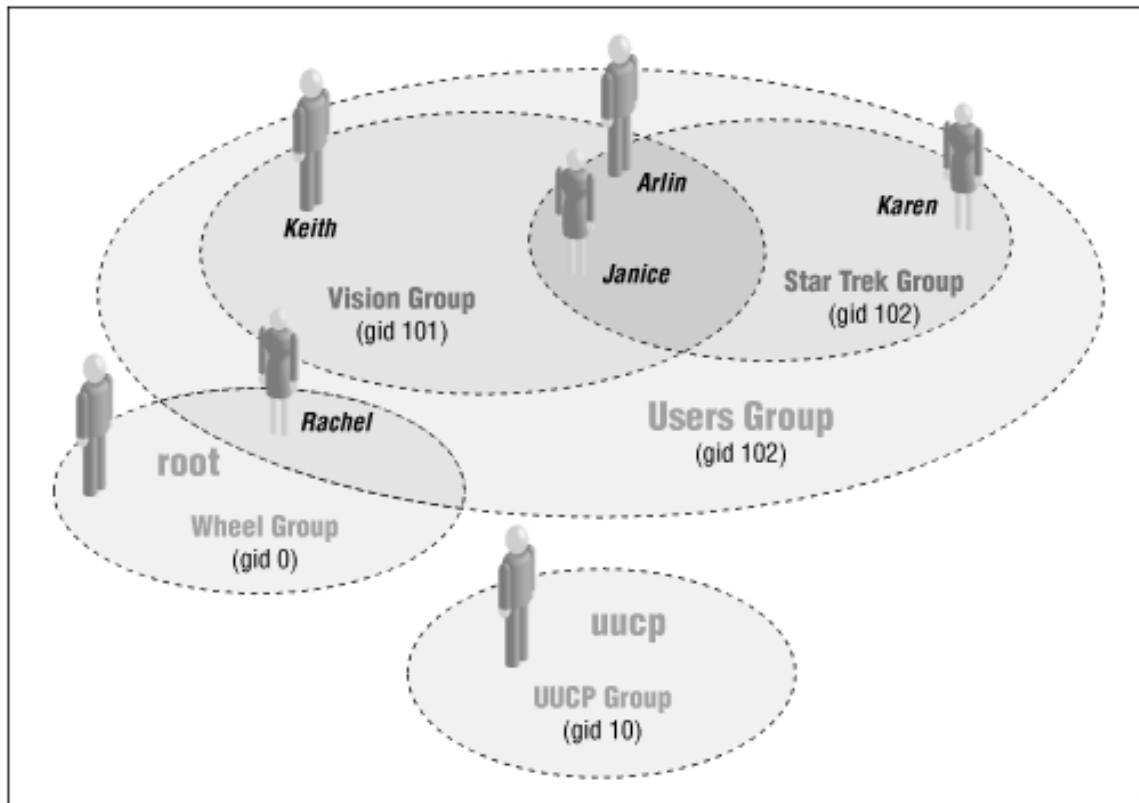 Arlin
Keith
Karen
Janice
Vision Group
(gid 101)
Star Trek Group
(gid 102)
Rachel
Users Group
(gid 102)
root
Wheel Group
(gid 0)
uucp
UUCP Group
(gid 10)